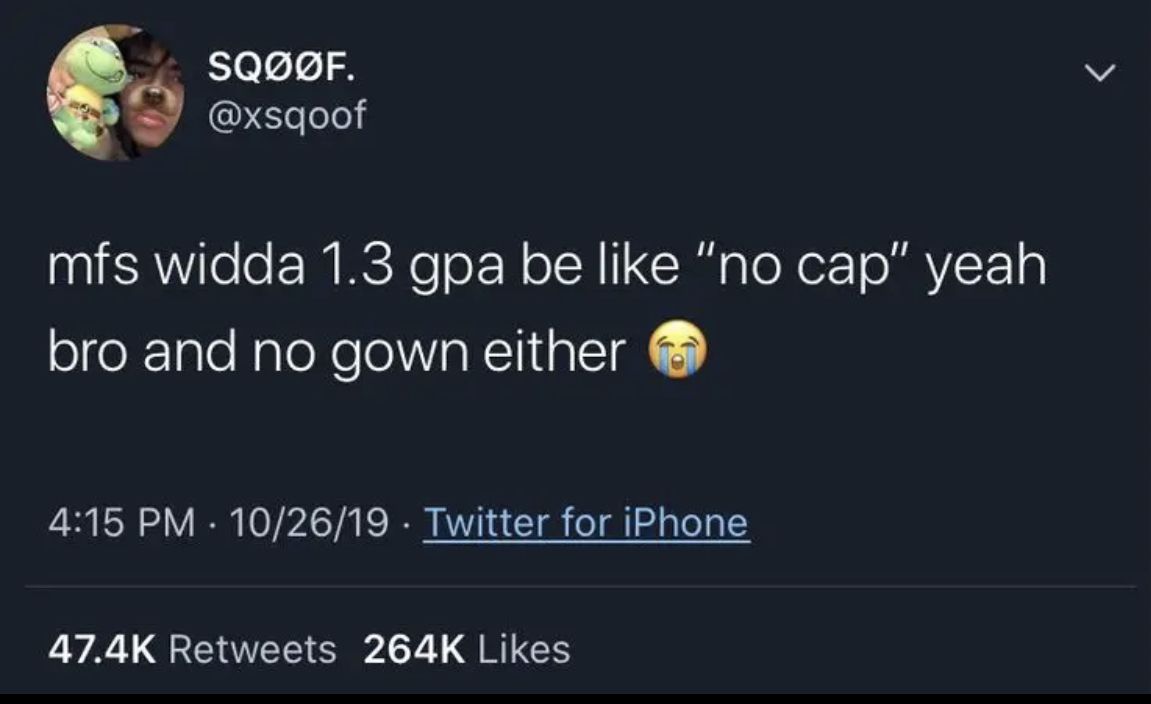 SQØØF.
@xsqoof
mfs widda 1.3 gpa be like “no cap” yeah
bro and no gown either 😭
4:15 PM · 10/26/19 · Twitter for iPhone
47.4K Retweets 264K Likes